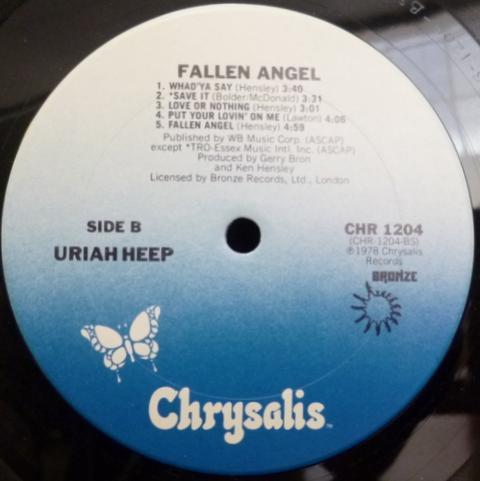 FALLEN ANGEL
1. WHAD'YA SAY (Hensley) 3:40
2. *SAVE IT (Bolder/McDonald) 3:31
3. LOVE OR NOTHING (Hensley) 3:01
4. PUT YOUR LOVIN' ON ME (Lawton) 4:06
5. FALLEN ANGEL (Hensley) 4:59
Published by WB Music Corp. (ASCAP)
except *TRO-Essex Music Intl. Inc. (ASCAP)
Produced by Gerry Bron
and Ken Hensley
Licensed by Bronze Records, Ltd., London
SIDE B
URIAH HEEP
CHR 1204
(CHR-1204-BS)
℗1978 Chrysalis
Records
BRONZE
Chrysalis™